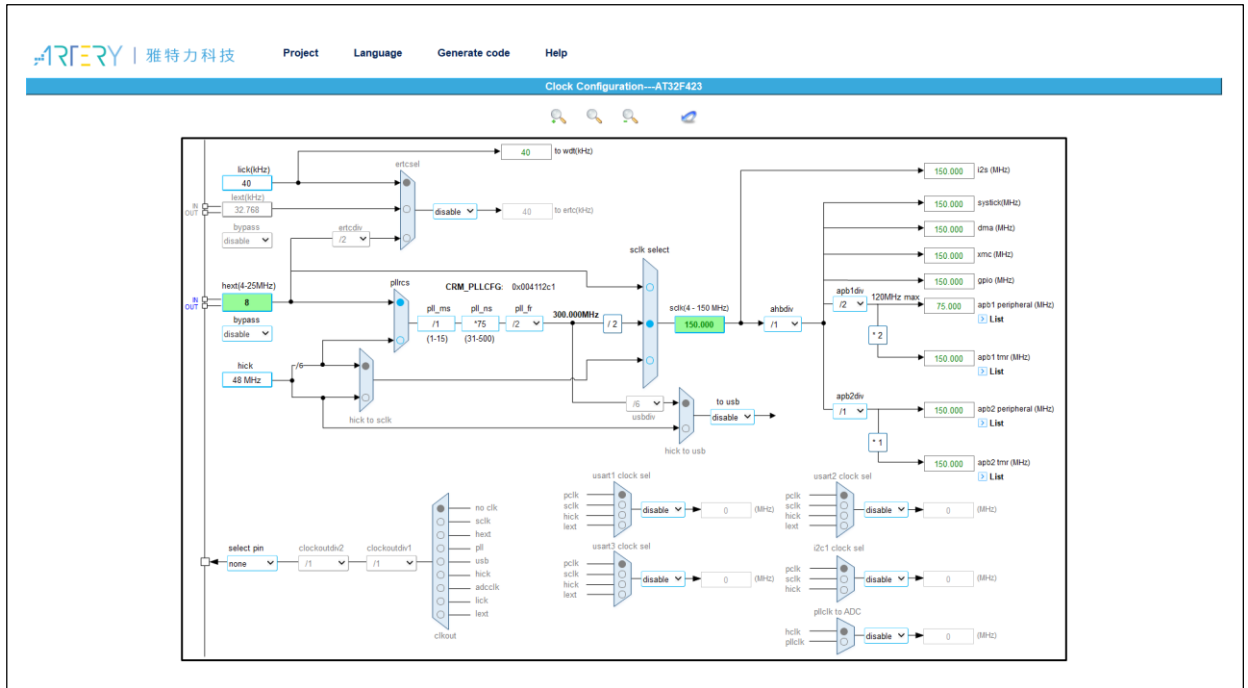 ARTERY 雅特力科技 Project Language Generate code Help
Clock Configuration---AT32F423
40 to wdt(kHz)
lick(kHz)
40
ertcsel
lext(kHz)
32.768
IN
OUT
bypass
disable
ertcdiv
/2
disable
40 to ertc(kHz)
150.000 i2s (MHz)
150.000 systick(MHz)
150.000 dma (MHz)
150.000 xmc (MHz)
150.000 gpio (MHz)
sclk select
hext(4-25MHz)
IN
OUT
8
bypass
disable
pllrcs
CRM_PLLCFG: 0x004112c1
pll_ms
/1
(1-15)
pll_ns
*75
(31-500)
pll_fr
/2
300.000MHz
/ 2
sclk(4 - 150 MHz)
150.000
ahbdiv
/1
apb1div
/2
120MHz max
75.000 apb1 peripheral (MHz)
List
* 2
150.000 apb1 tmr (MHz)
List
hick
48 MHz
/6
hick to sclk
/6
usbdiv
to usb
disable
hick to usb
apb2div
/1
150.000 apb2 peripheral (MHz)
List
* 1
150.000 apb2 tmr (MHz)
List
usart1 clock sel
pclk
sclk
hick
lext
disable
0 (MHz)
usart2 clock sel
pclk
sclk
hick
lext
disable
0 (MHz)
usart3 clock sel
pclk
sclk
hick
lext
disable
0 (MHz)
i2c1 clock sel
pclk
sclk
hick
disable
0 (MHz)
pllclk to ADC
hclk
pllclk
disable
0 (MHz)
select pin
none
clockoutdiv2
/1
clockoutdiv1
/1
no clk
sclk
hext
pll
usb
hick
adcclk
lick
lext
clkout